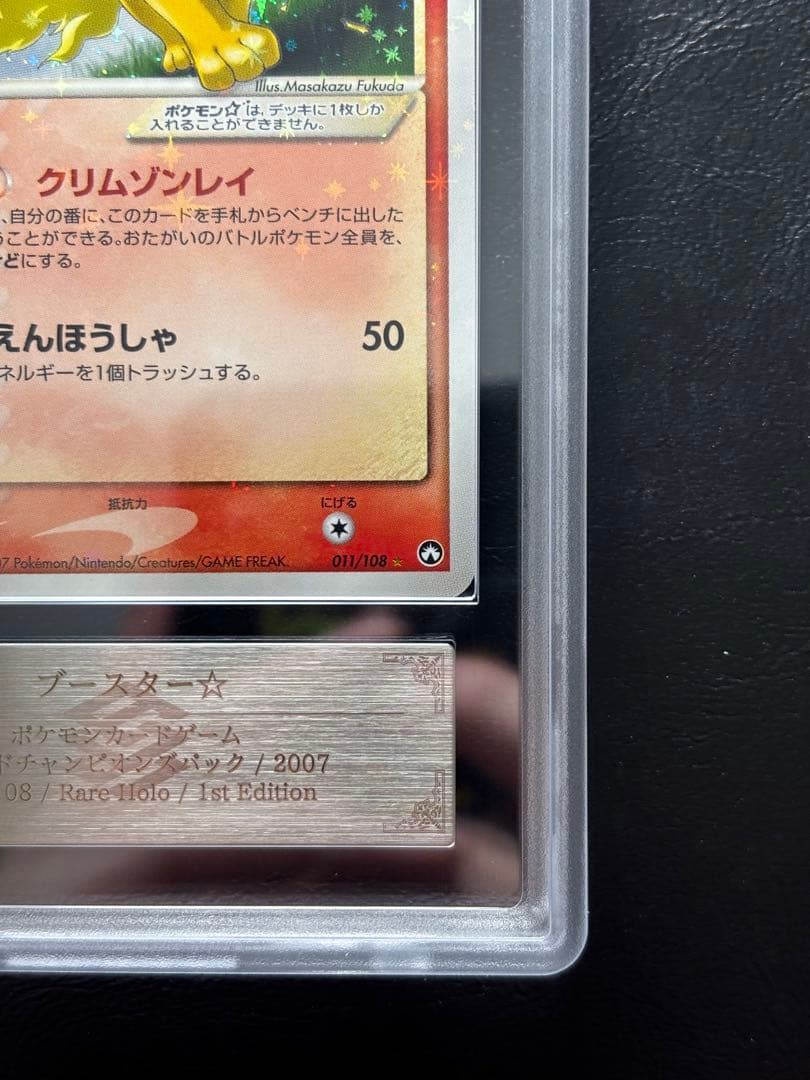 Illus.Masakazu Fukuda
ポケモン☆は、デッキに1枚しか
入れることができません。
クリムゾンレイ
、自分の番に、このカードを手札からベンチに出した
うことができる。おたがいのバトルポケモン全員を、
けどにする。
えんほうしゃ 50
ネルギーを1個トラッシュする。
抵抗力 にげる
07 Pokémon/Nintendo/Creatures/GAME FREAK. 011/108 ★
ブースター☆
ポケモンカードゲーム
ドチャンピオンズパック / 2007
08 / Rare Holo / 1st Edition